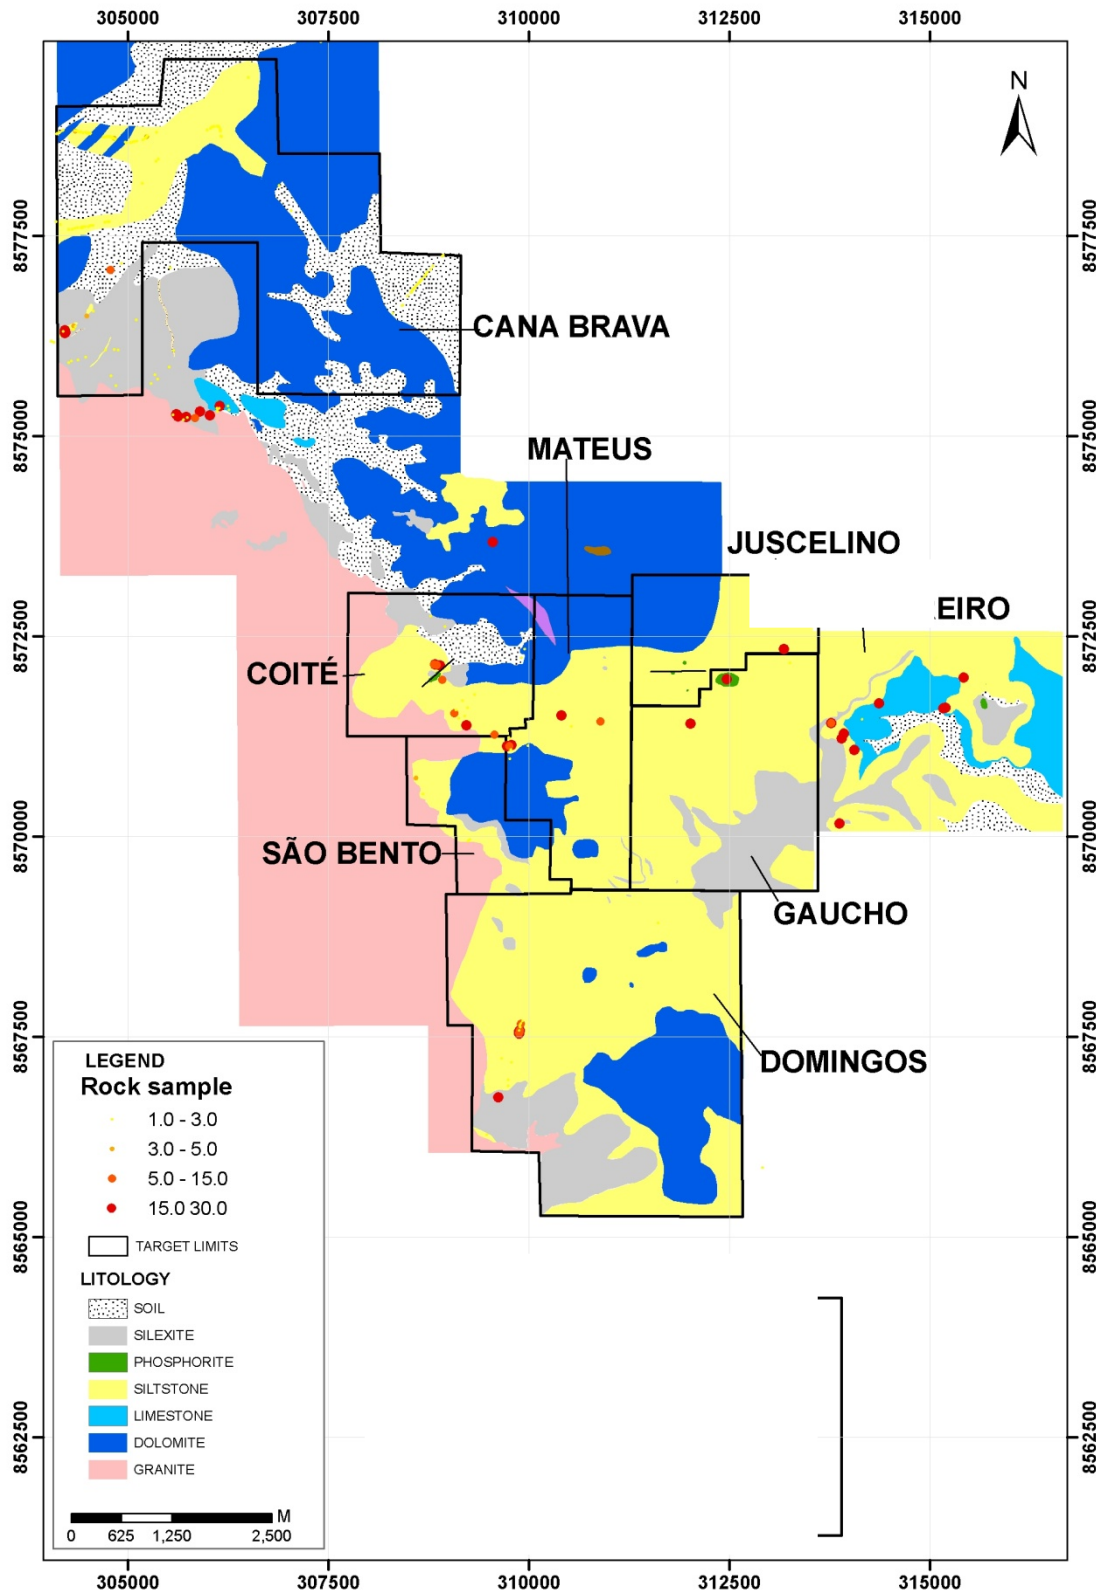 305000 307500 310000 312500 315000
N
8577500 8577500
CANA BRAVA
8575000 8575000
MATEUS
JUSCELINO
8572500 8572500
EIRO
COITÉ
8570000 8570000
SÃO BENTO
GAUCHO
8567500 8567500
DOMINGOS
LEGEND
Rock sample
1.0 - 3.0
3.0 - 5.0
5.0 - 15.0
15.0 30.0
TARGET LIMITS
8565000 8565000
LITOLOGY
SOIL
SILEXITE
PHOSPHORITE
SILTSTONE
LIMESTONE
8562500 8562500
DOLOMITE
GRANITE
M
0 625 1,250 2,500
305000 307500 310000 312500 315000